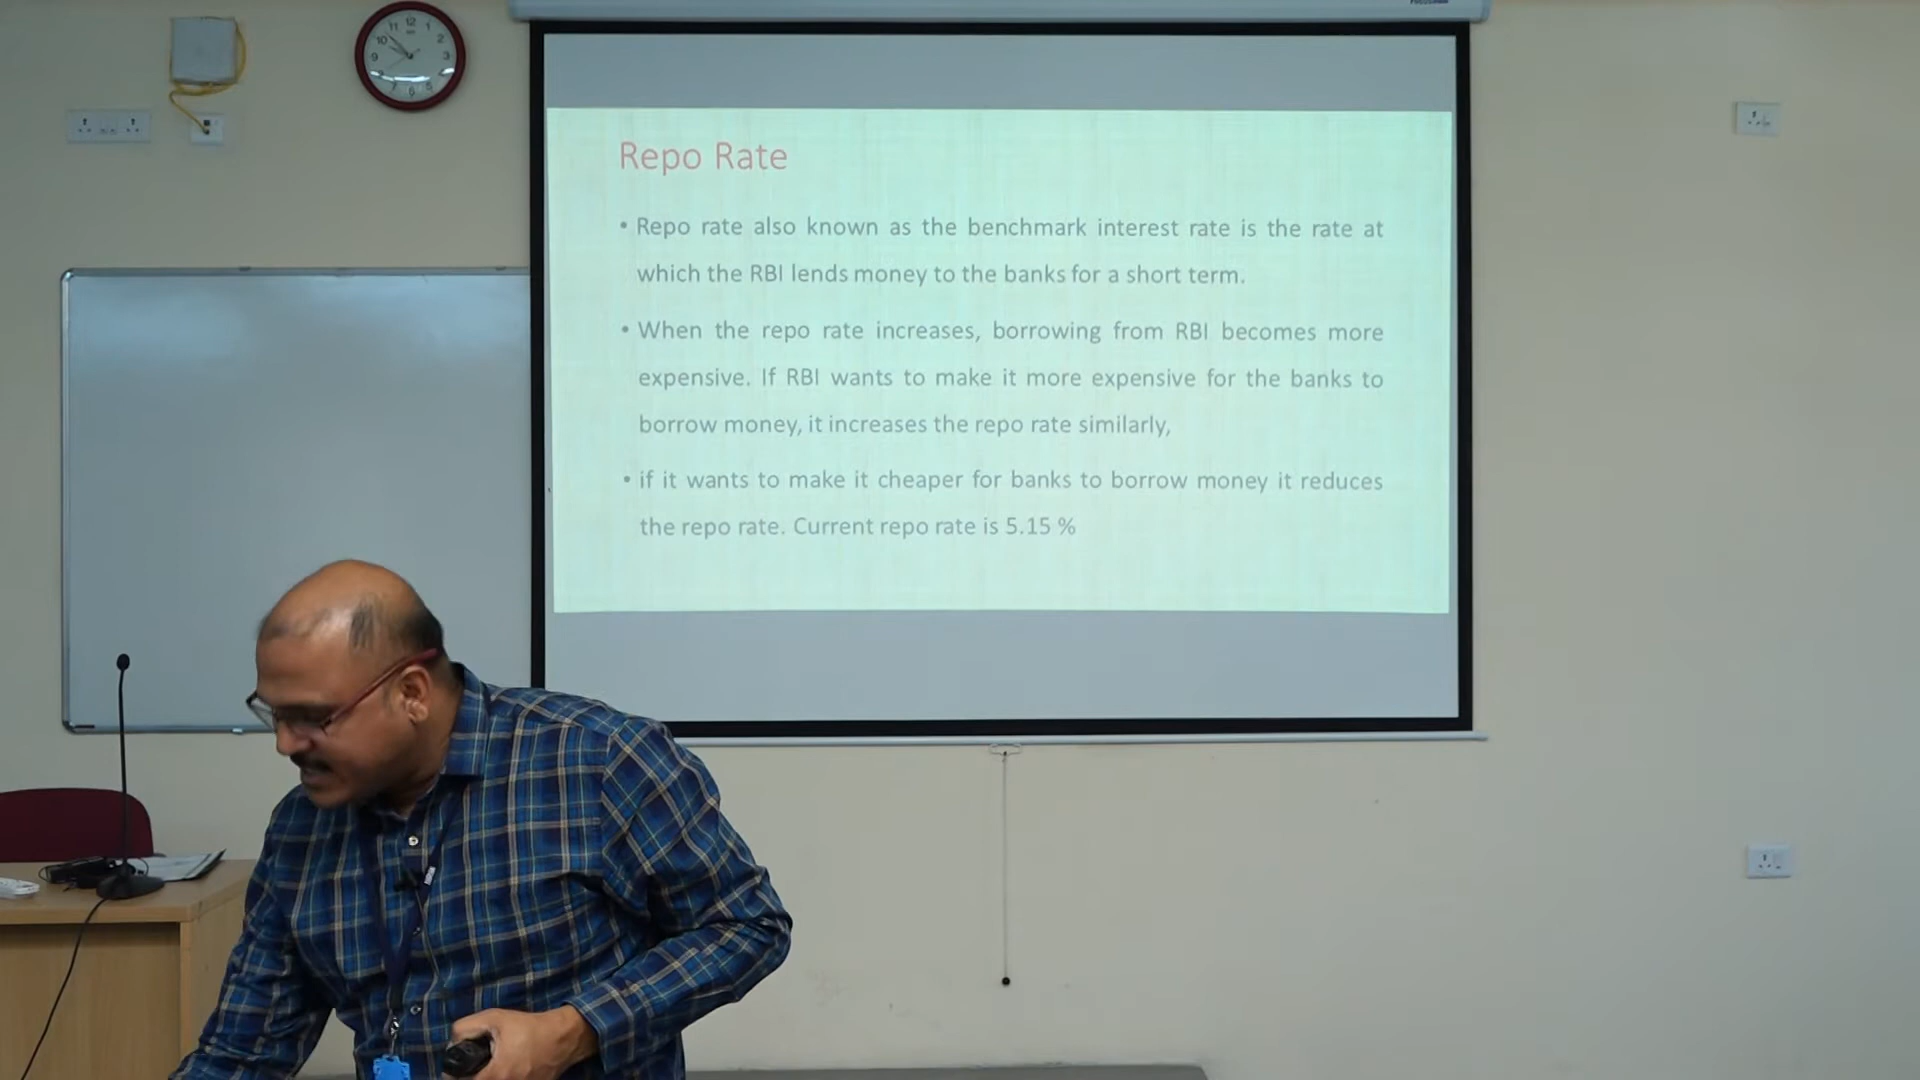 Repo Rate
• Repo rate also known as the benchmark interest rate is the rate at
which the RBI lends money to the banks for a short term.
• When the repo rate increases, borrowing from RBI becomes more
expensive. If RBI wants to make it more expensive for the banks to
borrow money, it increases the repo rate similarly,
• if it wants to make it cheaper for banks to borrow money it reduces
the repo rate. Current repo rate is 5.15 %